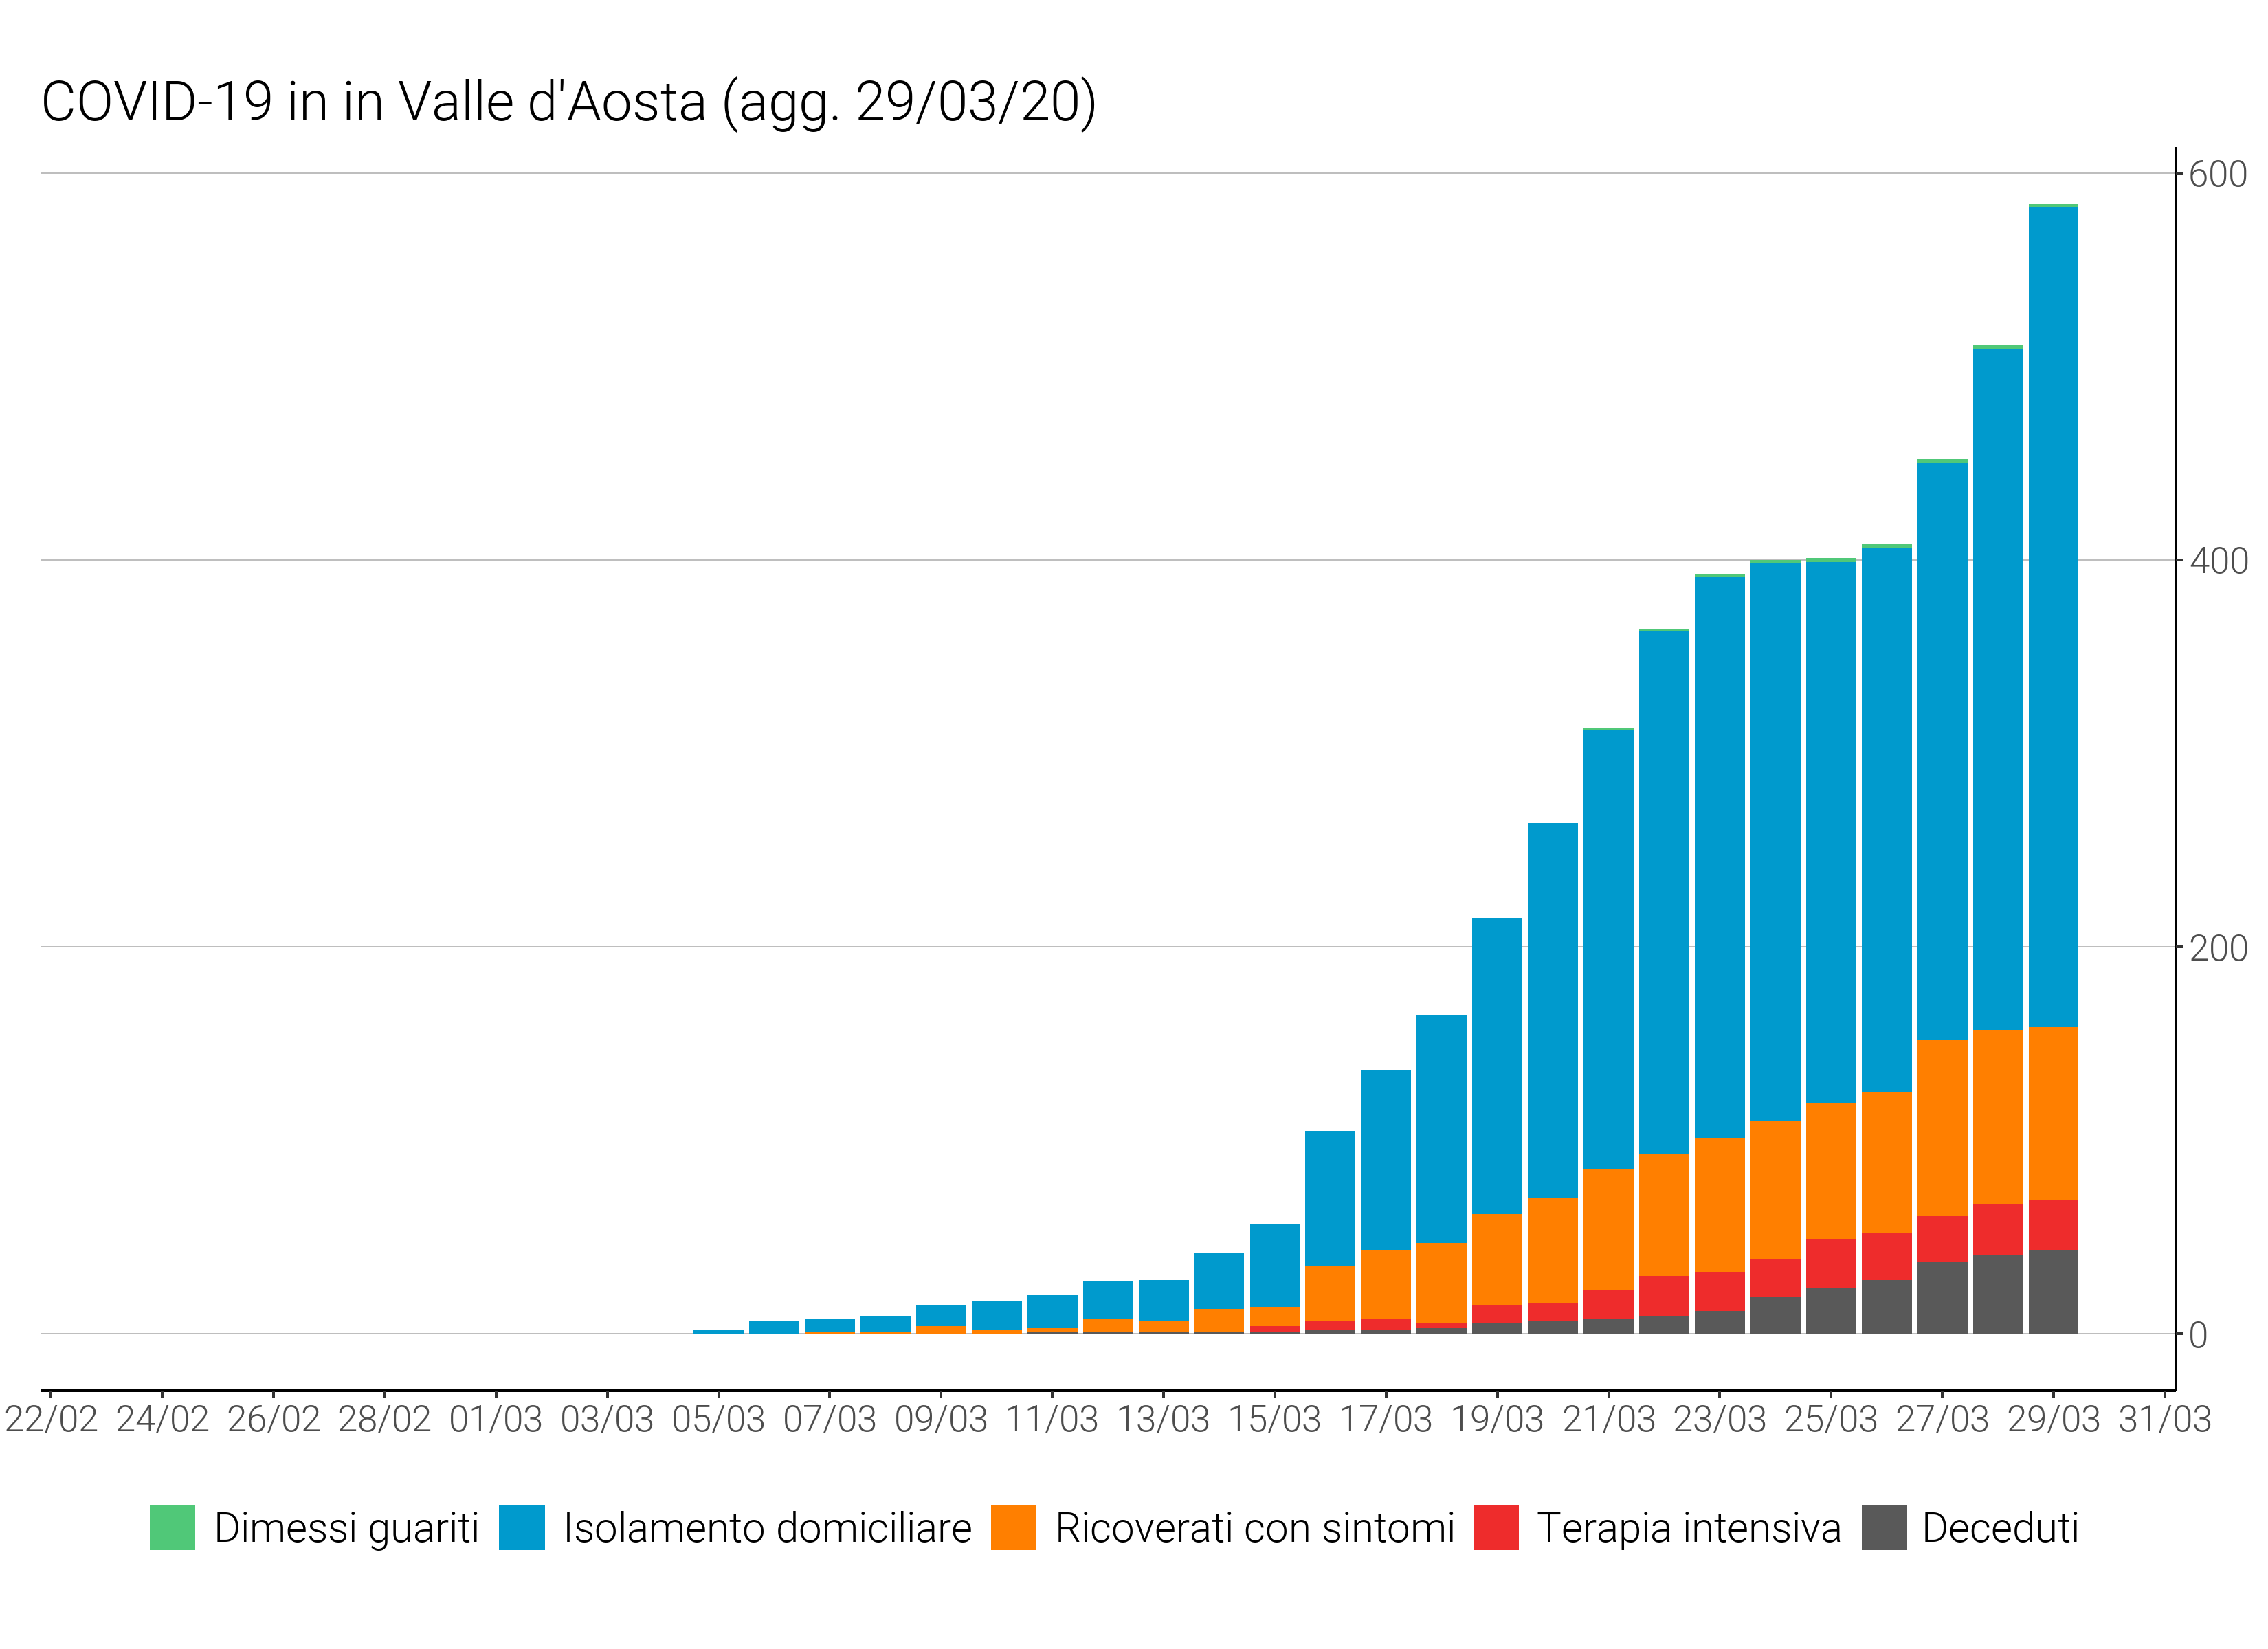 COVID-19 in in Valle d'Aosta (agg. 29/03/20)
600
400
200
0
22/02 24/02 26/02 28/02 01/03 03/03 05/03 07/03 09/03 11/03 13/03 15/03 17/03 19/03 21/03 23/03 25/03 27/03 29/03 31/03
Dimessi guariti Isolamento domiciliare Ricoverati con sintomi Terapia intensiva Deceduti